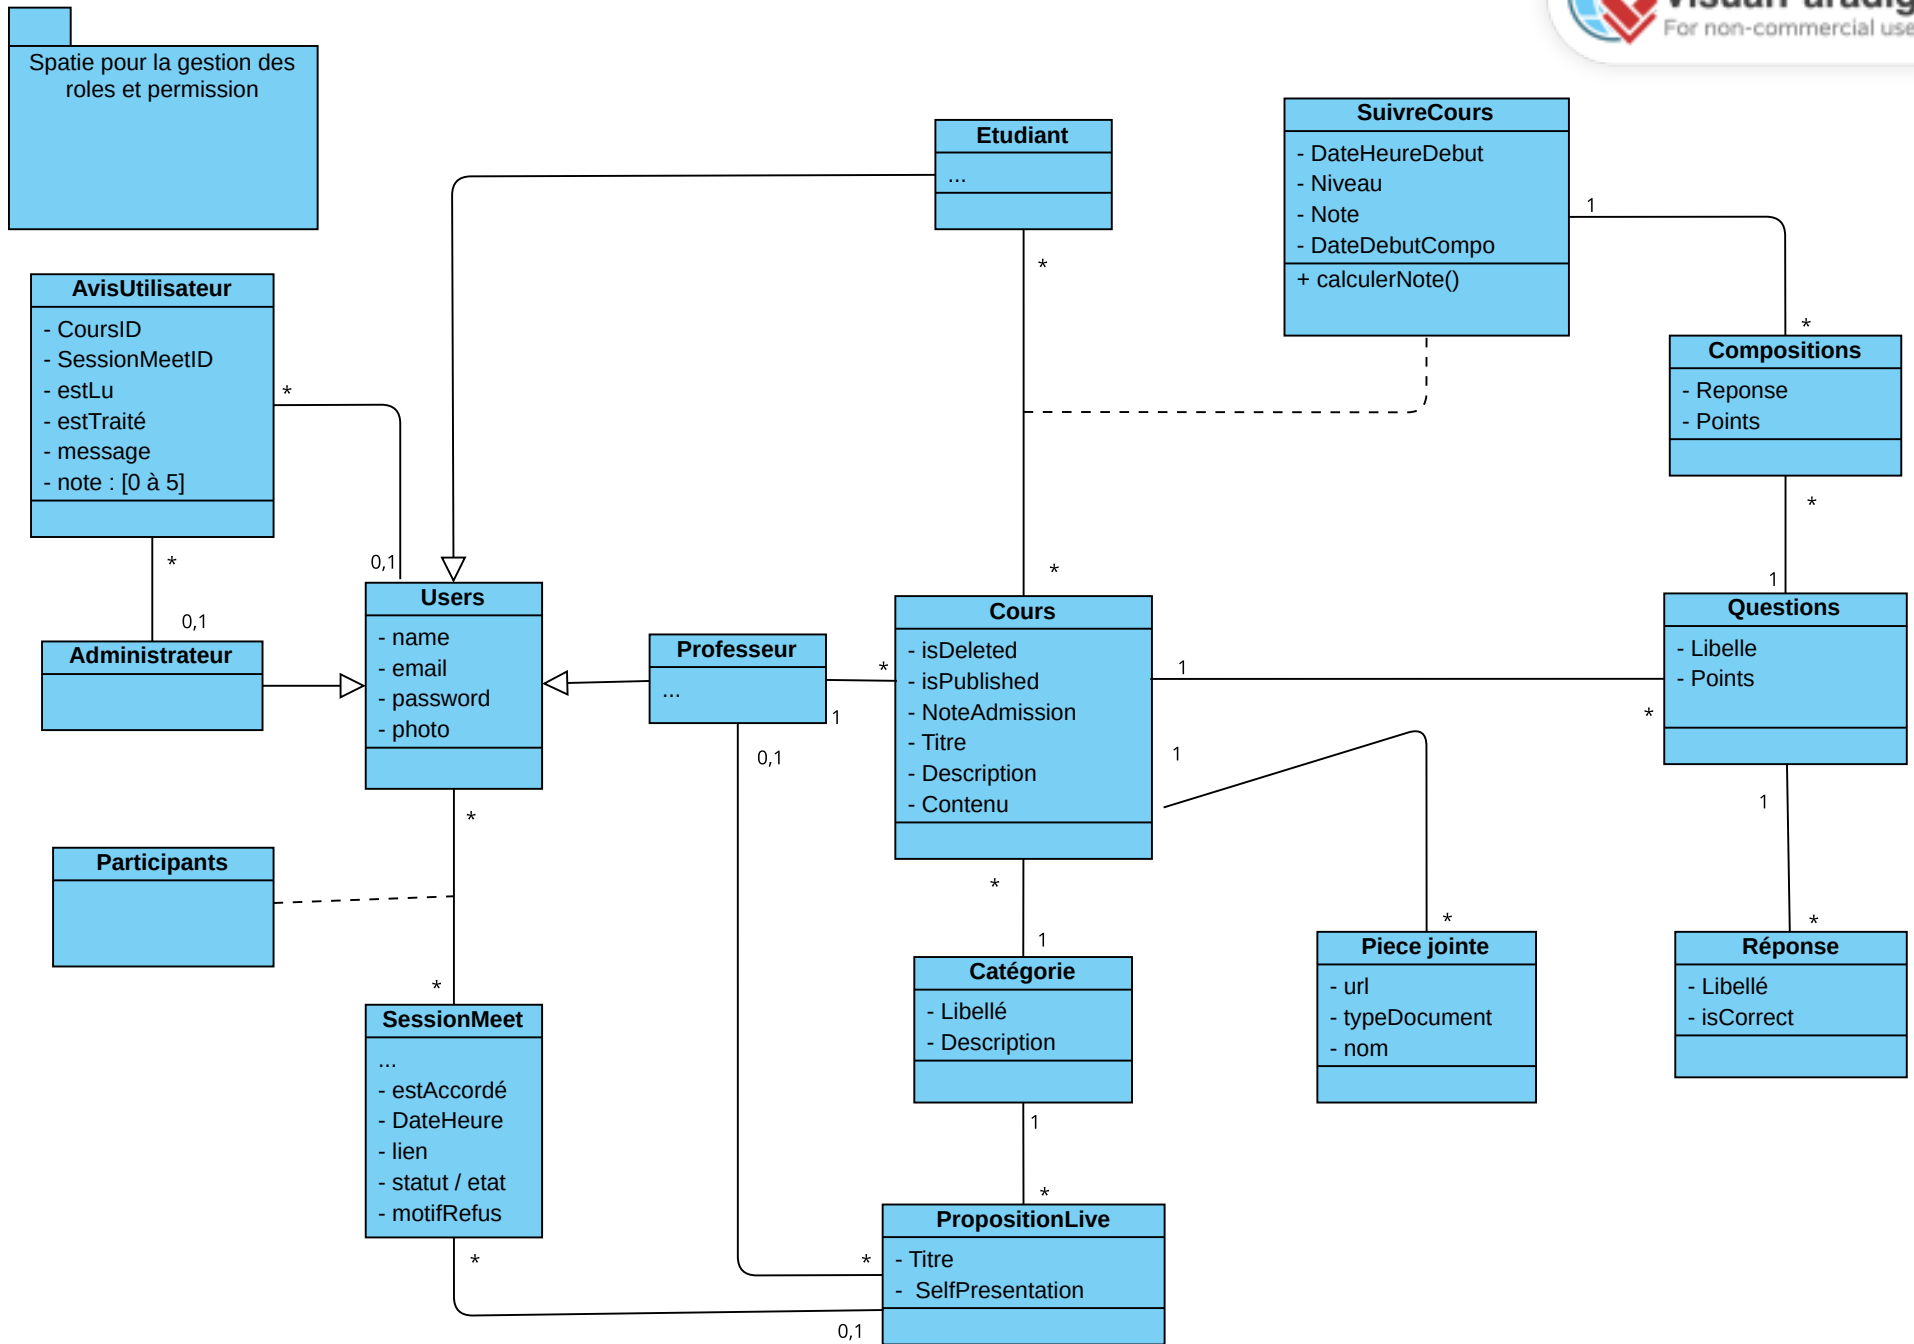 VisualParadig
For non-commercial use
Spatie pour la gestion des
roles et permission
Etudiant
...
SuivreCours
- DateHeureDebut
- Niveau
- Note
- DateDebutCompo
+ calculerNote()
1
*
*
AvisUtilisateur
- CoursID
- SessionMeetID
- estLu
- estTraité
- message
- note : [0 à 5]
*
0,1
*
0,1
Compositions
- Reponse
- Points
*
1
*
Administrateur
Users
- name
- email
- password
- photo
Professeur
...
1
*
0,1
Cours
- isDeleted
- isPublished
- NoteAdmission
- Titre
- Description
- Contenu
1
*
1
Questions
- Libelle
- Points
1
*
*
Participants
*
*
1
*
SessionMeet
...
- estAccordé
- DateHeure
- lien
- statut / etat
- motifRefus
Catégorie
- Libellé
- Description
Piece jointe
- url
- typeDocument
- nom
Réponse
- Libellé
- isCorrect
1
*
*
*
0,1
PropositionLive
- Titre
- SelfPresentation